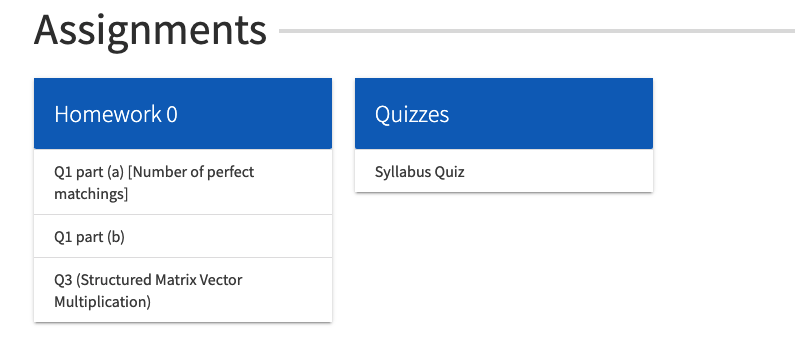 Assignments
Homework 0
Q1 part (a) [Number of perfect
matchings]
Q1 part (b)
Q3 (Structured Matrix Vector
Multiplication)
Quizzes
Syllabus Quiz